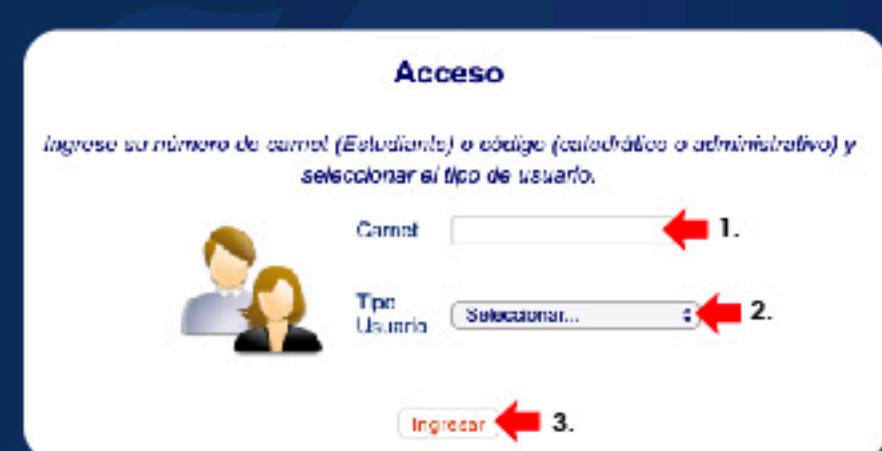 Acceso
Ingrese su número de carnet (Estudiante) o código (catedrático o administrativo) y
seleccionar el tipo de usuario.
Carnet
1.
Tipo
Usuario
Seleccionar...
2.
Ingresar
3.